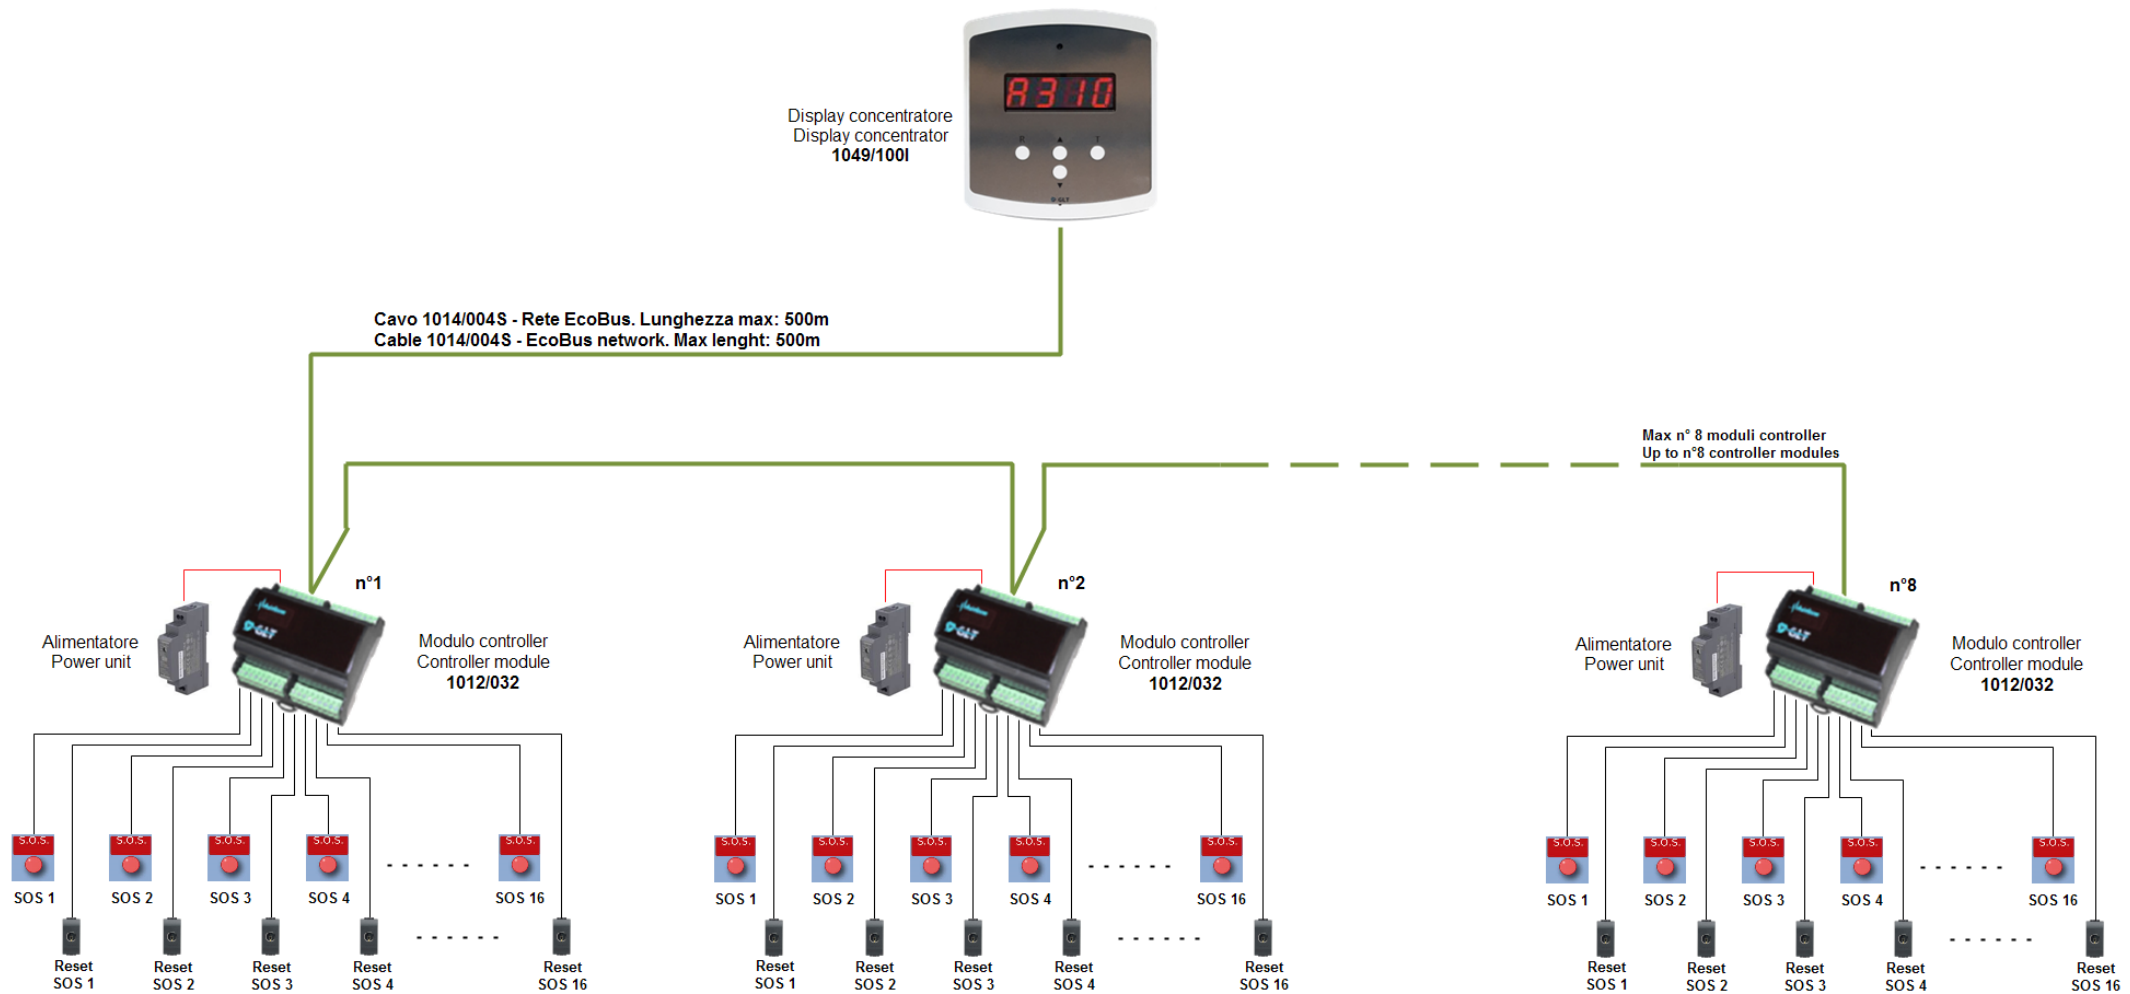 A310
R ▲ T
▼
GLT
Display concentratore
Display concentrator
1049/100I
Cavo 1014/004S - Rete EcoBus. Lunghezza max: 500m
Cable 1014/004S - EcoBus network. Max lenght: 500m
Max n° 8 moduli controller
Up to n°8 controller modules
n°1
n°2
n°8
Alimentatore
Power unit
GLT
Modulo controller
Controller module
1012/032
Alimentatore
Power unit
GLT
Modulo controller
Controller module
1012/032
Alimentatore
Power unit
GLT
Modulo controller
Controller module
1012/032
S.O.S. S.O.S. S.O.S. S.O.S. S.O.S.
SOS 1 SOS 2 SOS 3 SOS 4 SOS 16
S.O.S. S.O.S. S.O.S. S.O.S. S.O.S.
SOS 1 SOS 2 SOS 3 SOS 4 SOS 16
S.O.S. S.O.S. S.O.S. S.O.S. S.O.S.
SOS 1 SOS 2 SOS 3 SOS 4 SOS 16
Reset Reset Reset Reset Reset
SOS 1 SOS 2 SOS 3 SOS 4 SOS 16
Reset Reset Reset Reset Reset
SOS 1 SOS 2 SOS 3 SOS 4 SOS 16
Reset Reset Reset Reset Reset
SOS 1 SOS 2 SOS 3 SOS 4 SOS 16